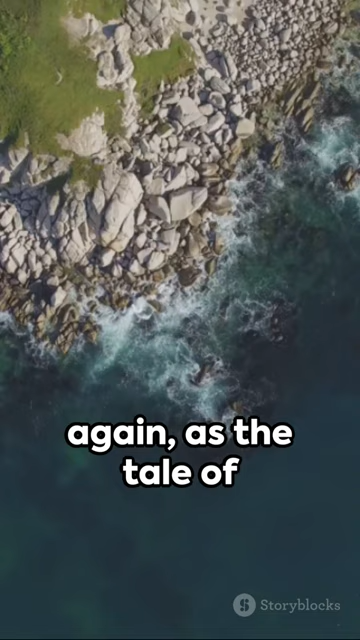 again, as the
tale of
Storyblocks